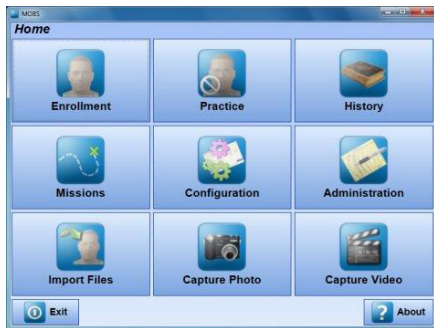 MOBS
Home
Enrollment
Practice
History
Missions
Configuration
Administration
Import Files
Capture Photo
Capture Video
Exit
About